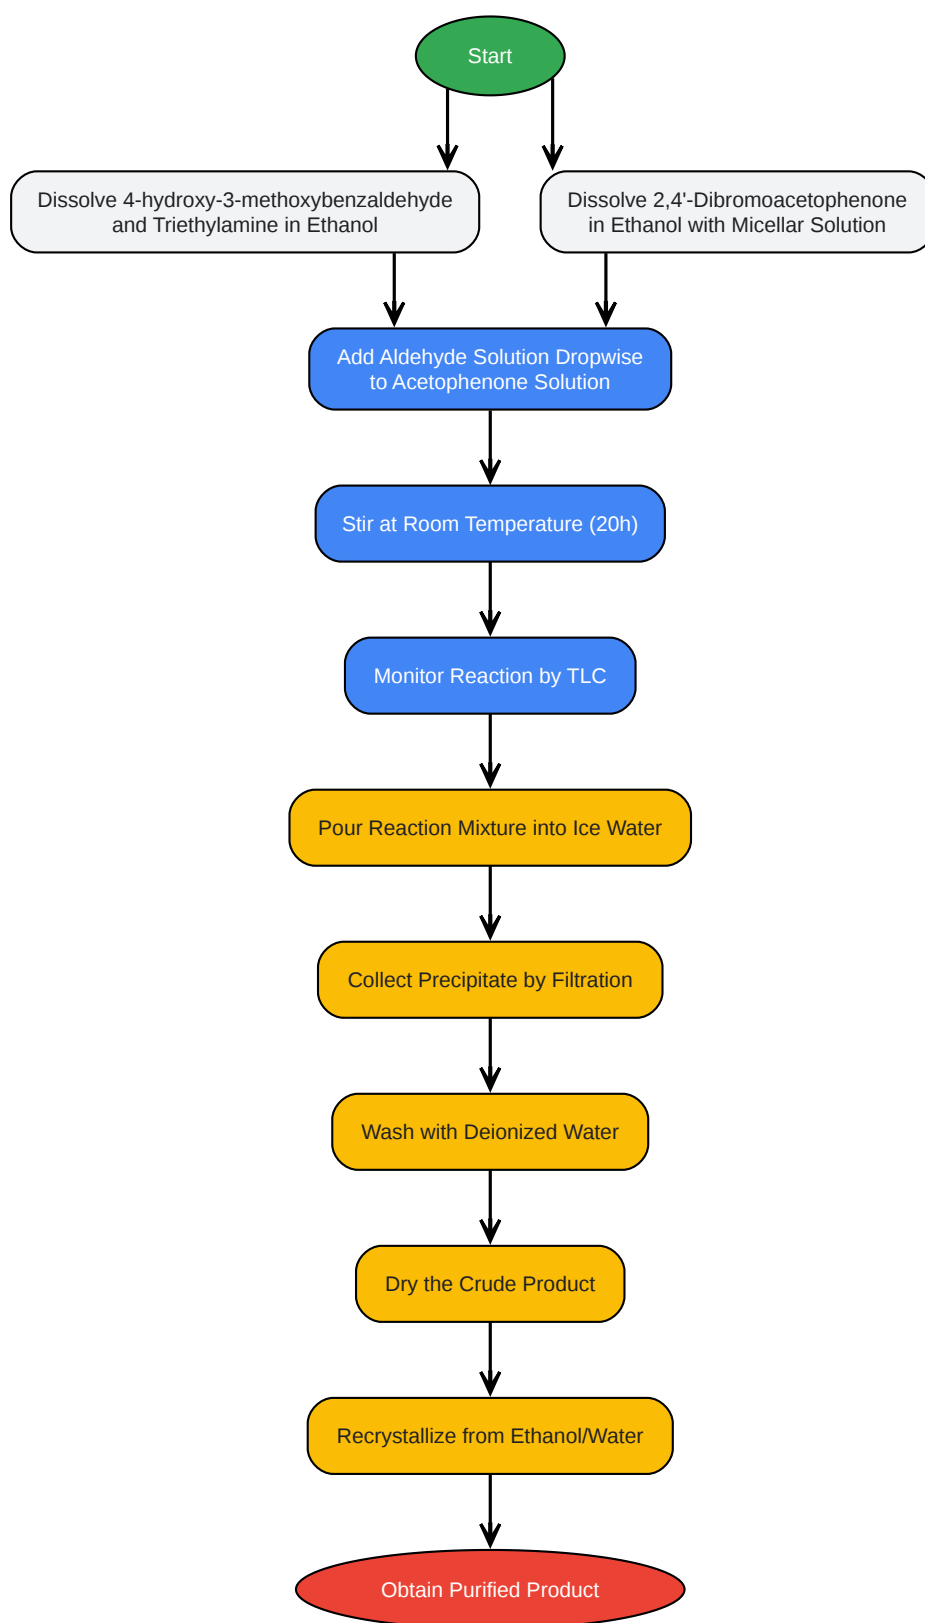 Start
Dissolve 4-hydroxy-3-methoxybenzaldehyde
and Triethylamine in Ethanol
Dissolve 2,4'-Dibromoacetophenone
in Ethanol with Micellar Solution
Add Aldehyde Solution Dropwise
to Acetophenone Solution
Stir at Room Temperature (20h)
Monitor Reaction by TLC
Pour Reaction Mixture into Ice Water
Collect Precipitate by Filtration
Wash with Deionized Water
Dry the Crude Product
Recrystallize from Ethanol/Water
Obtain Purified Product